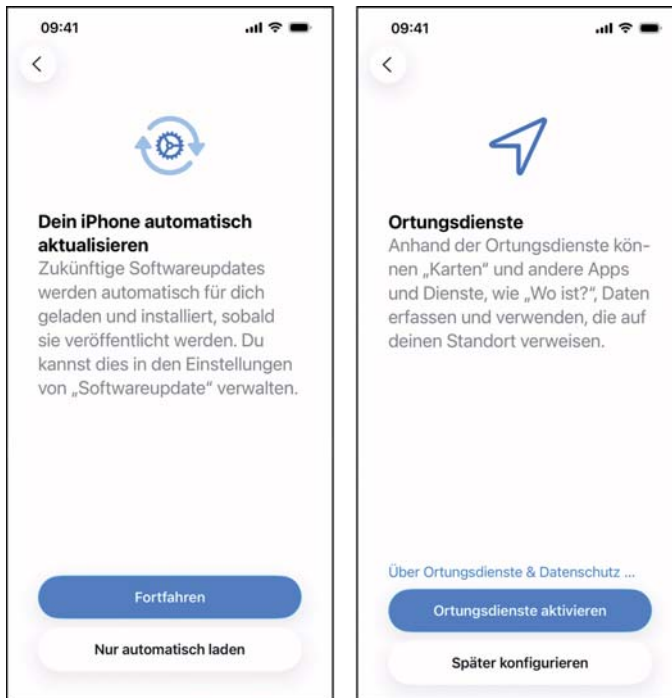 09:41
Dein iPhone automatisch
aktualisieren
Zukünftige Softwareupdates
werden automatisch für dich
geladen und installiert, sobald
sie veröffentlicht werden. Du
kannst dies in den Einstellungen
von „Softwareupdate“ verwalten.
Fortfahren
Nur automatisch laden
09:41
Ortungsdienste
Anhand der Ortungsdienste kön-
nen „Karten“ und andere Apps
und Dienste, wie „Wo ist?“, Daten
erfassen und verwenden, die auf
deinen Standort verweisen.
Über Ortungsdienste & Datenschutz ...
Ortungsdienste aktivieren
Später konfigurieren